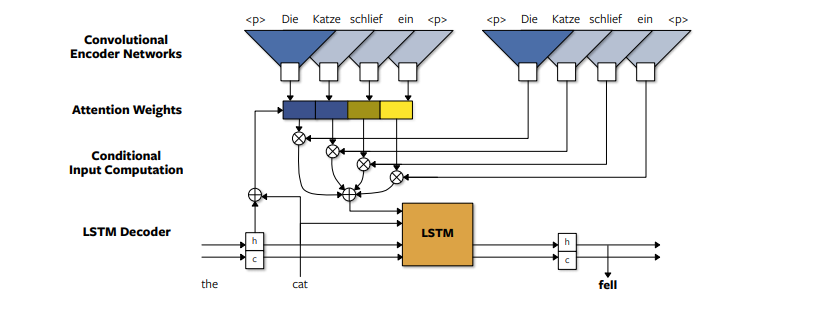 <p> Die Katze schlief ein <p>
<p> Die Katze schlief ein <p>
Convolutional
Encoder Networks
Attention Weights
Conditional
Input Computation
LSTM Decoder
h
c
LSTM
h
c
the
cat
fell